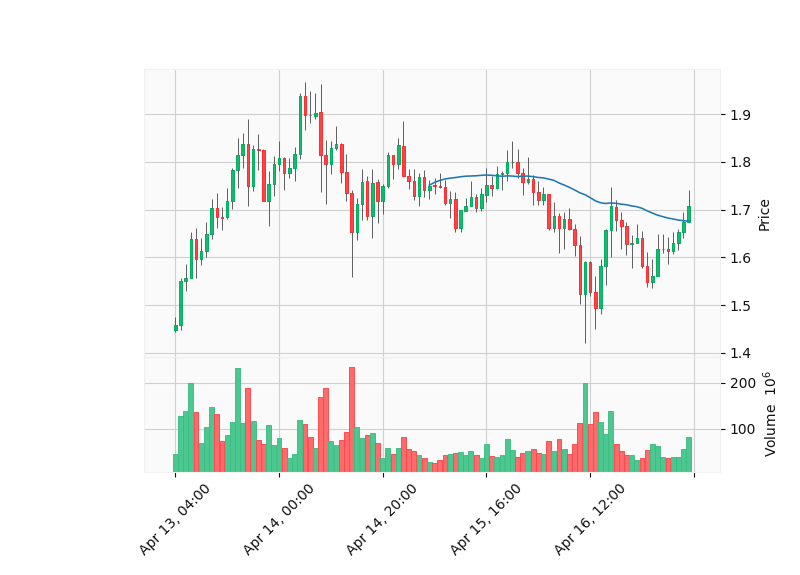 1.9
1.8
1.7
1.6
1.5
1.4
Price
200
100
Volume 10^6
Apr 13, 04:00
Apr 14, 00:00
Apr 14, 20:00
Apr 15, 16:00
Apr 16, 12:00